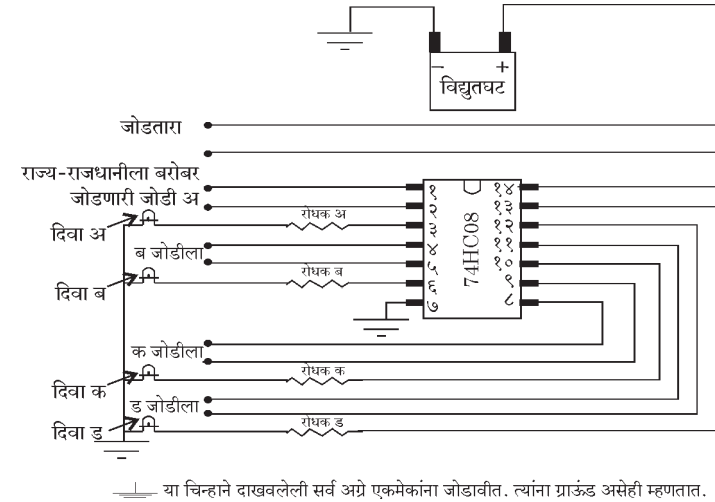 − +
विद्युतघट
जोडतारा
राज्य-राजधानीला बरोबर
जोडणारी जोडी अ
दिवा अ
रोधक अ
ब जोडीला
दिवा ब
रोधक ब
१ १४
२ १३
३ १२
४ ११
५ १०
६ ९
७ ८
74HC08
क जोडीला
रोधक क
दिवा क
ड जोडीला
दिवा ड
रोधक ड
या चिन्हाने दाखवलेली सर्व अग्रे एकमेकांना जोडावीत. त्यांना ग्राऊंड असेही म्हणतात.